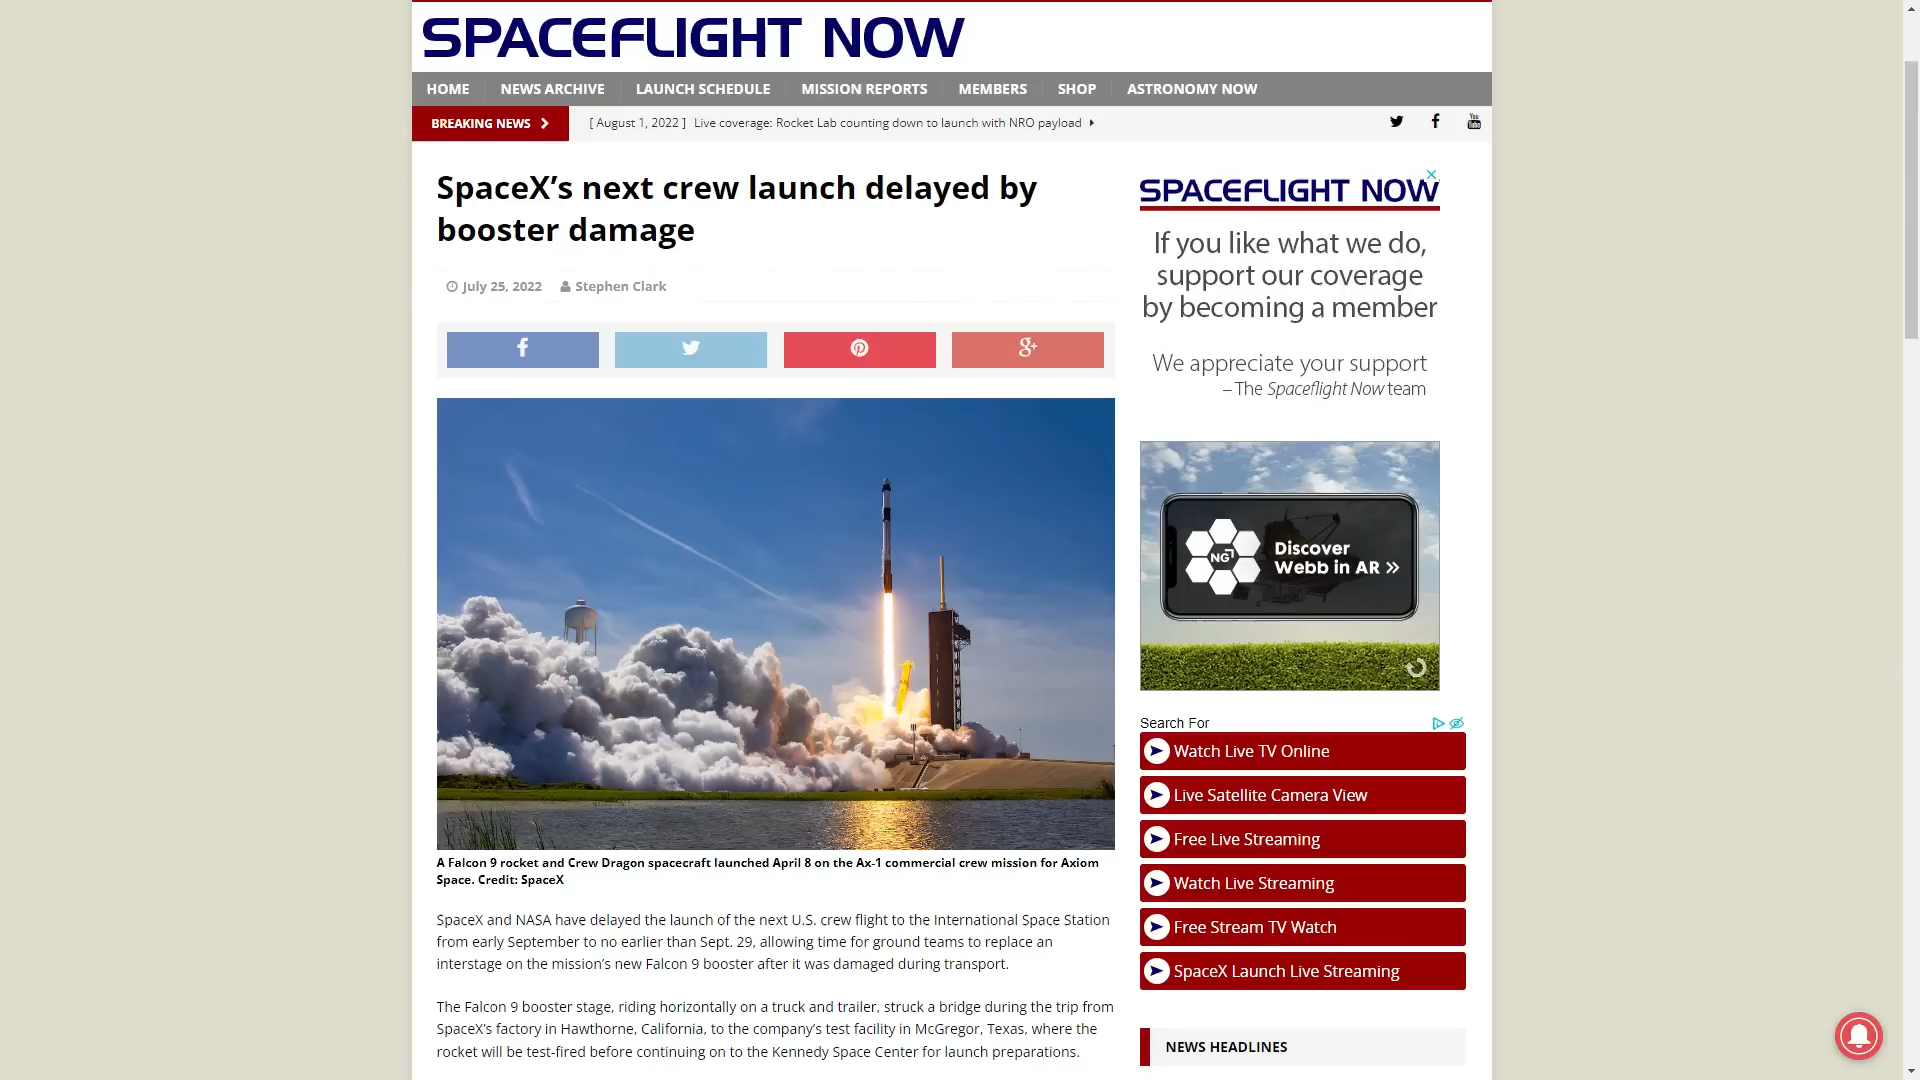 SPACEFLIGHT NOW
HOME
NEWS ARCHIVE
LAUNCH SCHEDULE
MISSION REPORTS
MEMBERS
SHOP
ASTRONOMY NOW
BREAKING NEWS
[ August 1, 2022 ] Live coverage: Rocket Lab counting down to launch with NRO payload
SpaceX’s next crew launch delayed by
booster damage
July 25, 2022
Stephen Clark
A Falcon 9 rocket and Crew Dragon spacecraft launched April 8 on the Ax-1 commercial crew mission for Axiom
Space. Credit: SpaceX
SpaceX and NASA have delayed the launch of the next U.S. crew flight to the International Space Station
from early September to no earlier than Sept. 29, allowing time for ground teams to replace an
interstage on the mission’s new Falcon 9 booster after it was damaged during transport.
The Falcon 9 booster stage, riding horizontally on a truck and trailer, struck a bridge during the trip from
SpaceX’s factory in Hawthorne, California, to the company’s test facility in McGregor, Texas, where the
rocket will be test-fired before continuing on to the Kennedy Space Center for launch preparations.
SPACEFLIGHT NOW
If you like what we do,
support our coverage
by becoming a member
We appreciate your support
– The Spaceflight Now team
NG
Discover
Webb in AR »
Search For
Watch Live TV Online
Live Satellite Camera View
Free Live Streaming
Watch Live Streaming
Free Stream TV Watch
SpaceX Launch Live Streaming
NEWS HEADLINES